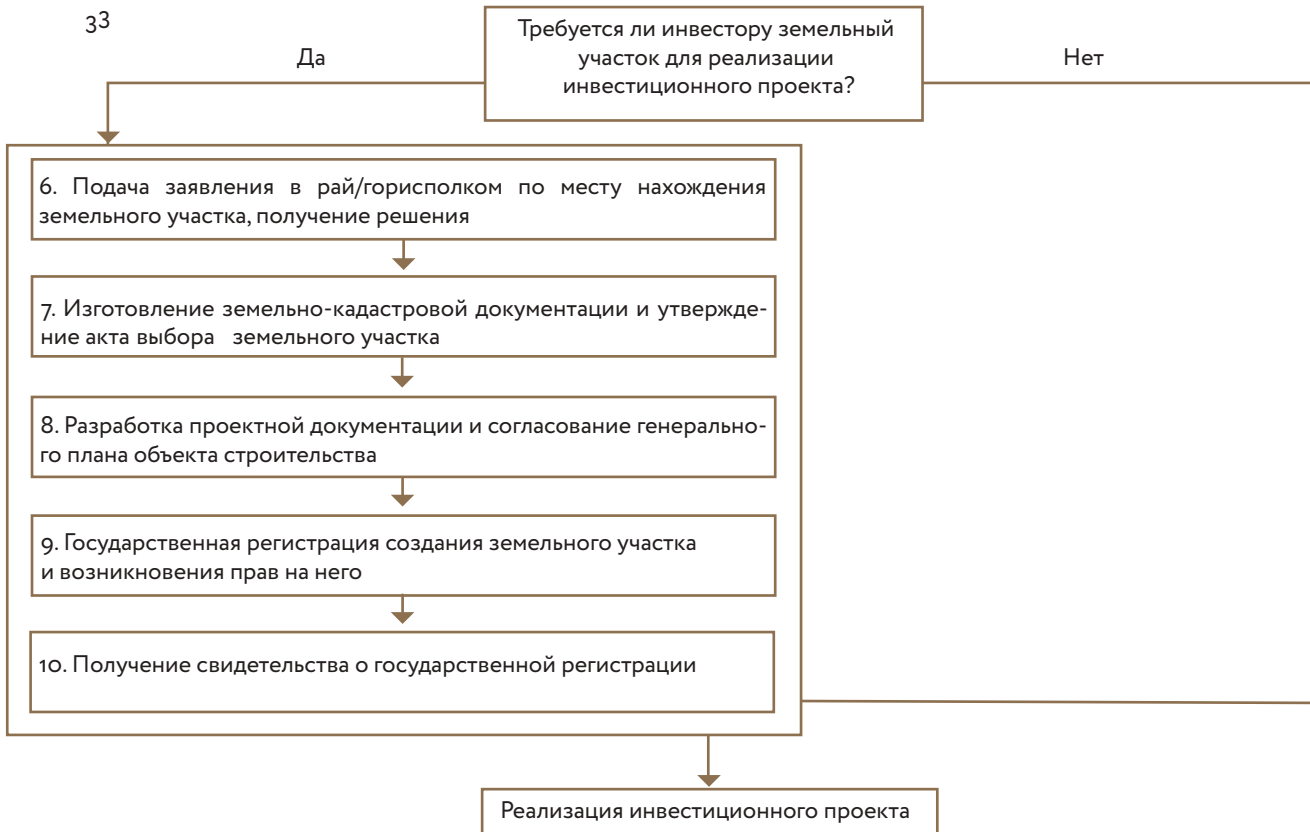 33
Требуется ли инвестору земельный
участок для реализации
инвестиционного проекта?
Да
Нет
6. Подача заявления в рай/горисполком по месту нахождения
земельного участка, получение решения
7. Изготовление земельно-кадастровой документации и утвержде-
ние акта выбора земельного участка
8. Разработка проектной документации и согласование генерально-
го плана объекта строительства
9. Государственная регистрация создания земельного участка
и возникновения прав на него
10. Получение свидетельства о государственной регистрации
Реализация инвестиционного проекта